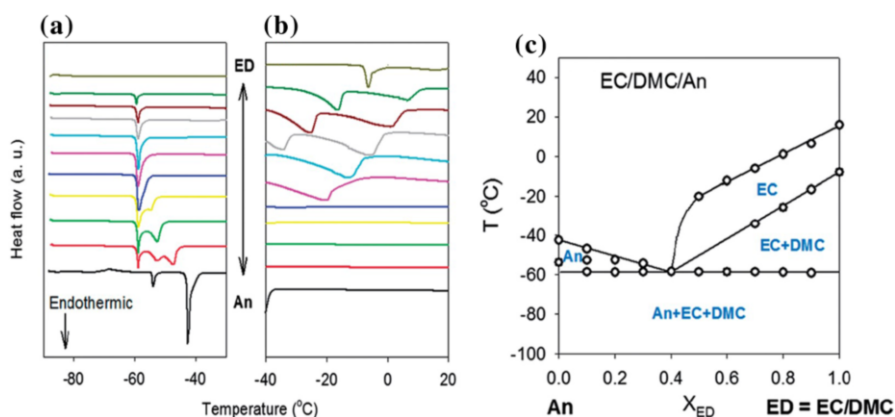 (a)
(b)
(c)
ED
An
Heat flow (a. u.)
Endothermic
-80 -60 -40
-40 -20 0 20
Temperature (°C)
EC/DMC/An
T (°C)
40
20
0
-20
-40
-60
-80
-100
EC
EC+DMC
An
An+EC+DMC
0.0 0.2 0.4 0.6 0.8 1.0
An XED ED = EC/DMC